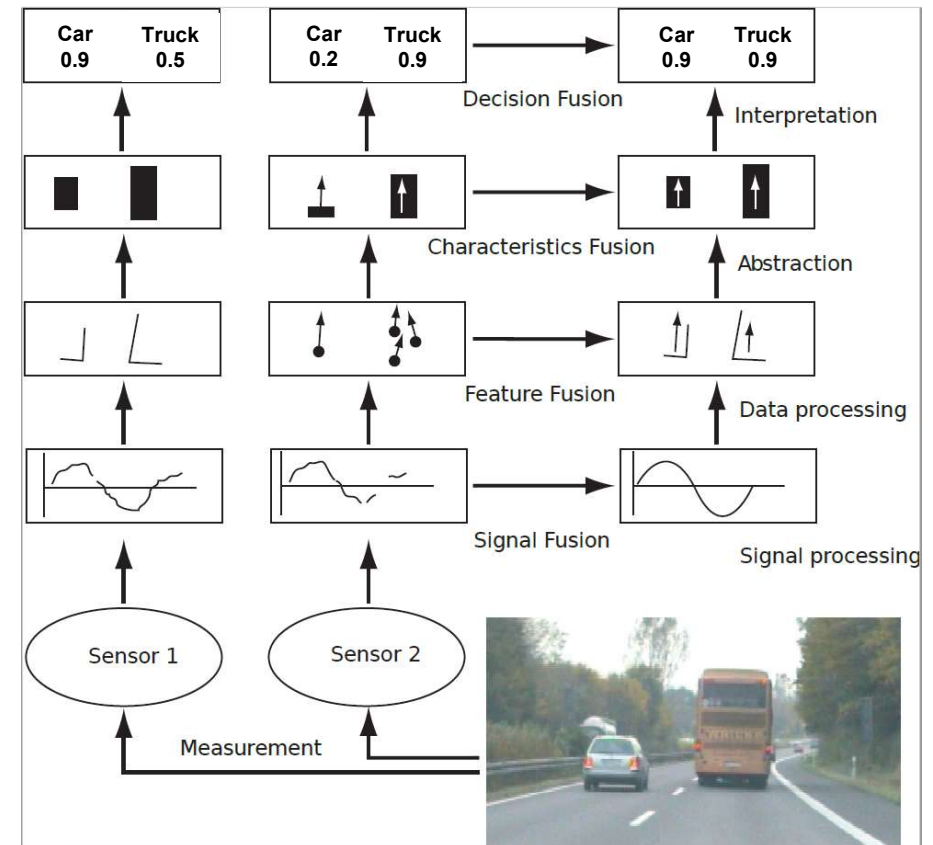 Car Truck
0.9 0.5
Car Truck
0.2 0.9
Car Truck
0.9 0.9
Decision Fusion
Interpretation
Characteristics Fusion
Abstraction
Feature Fusion
Data processing
Signal Fusion
Signal processing
Sensor 1
Sensor 2
Measurement